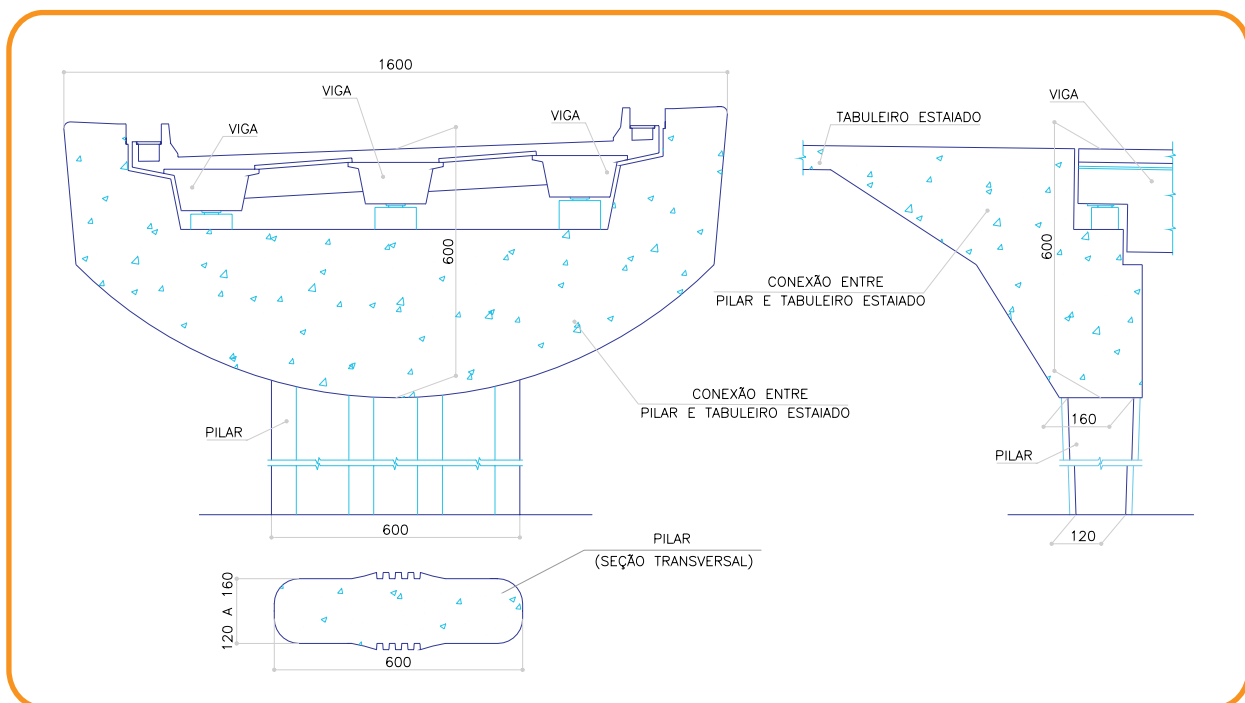 1600
VIGA
VIGA
VIGA
600
CONEXÃO ENTRE
PILAR E TABULEIRO ESTAIADO
PILAR
600
PILAR
(SEÇÃO TRANSVERSAL)
120 A 160
600
TABULEIRO ESTAIADO
VIGA
600
CONEXÃO ENTRE
PILAR E TABULEIRO ESTAIADO
160
PILAR
120